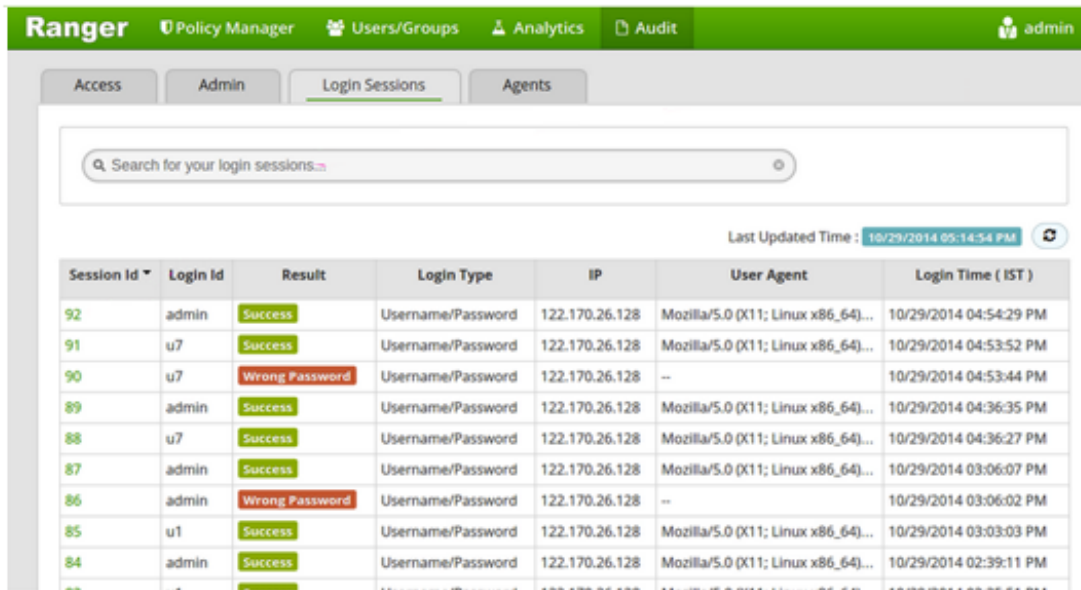 Ranger Policy Manager Users/Groups Analytics Audit admin
Access Admin Login Sessions Agents
Search for your login sessions...
Last Updated Time : 10/29/2014 05:14:54 PM
Session Id Login Id Result Login Type IP User Agent Login Time ( IST )
92 admin Success Username/Password 122.170.26.128 Mozilla/5.0 (X11; Linux x86_64)... 10/29/2014 04:54:29 PM
91 u7 Success Username/Password 122.170.26.128 Mozilla/5.0 (X11; Linux x86_64)... 10/29/2014 04:53:52 PM
90 u7 Wrong Password Username/Password 122.170.26.128 -- 10/29/2014 04:53:44 PM
89 admin Success Username/Password 122.170.26.128 Mozilla/5.0 (X11; Linux x86_64)... 10/29/2014 04:36:35 PM
88 u7 Success Username/Password 122.170.26.128 Mozilla/5.0 (X11; Linux x86_64)... 10/29/2014 04:36:27 PM
87 admin Success Username/Password 122.170.26.128 Mozilla/5.0 (X11; Linux x86_64)... 10/29/2014 03:06:07 PM
86 admin Wrong Password Username/Password 122.170.26.128 -- 10/29/2014 03:06:02 PM
85 u1 Success Username/Password 122.170.26.128 Mozilla/5.0 (X11; Linux x86_64)... 10/29/2014 03:03:03 PM
84 admin Success Username/Password 122.170.26.128 Mozilla/5.0 (X11; Linux x86_64)... 10/29/2014 02:39:11 PM